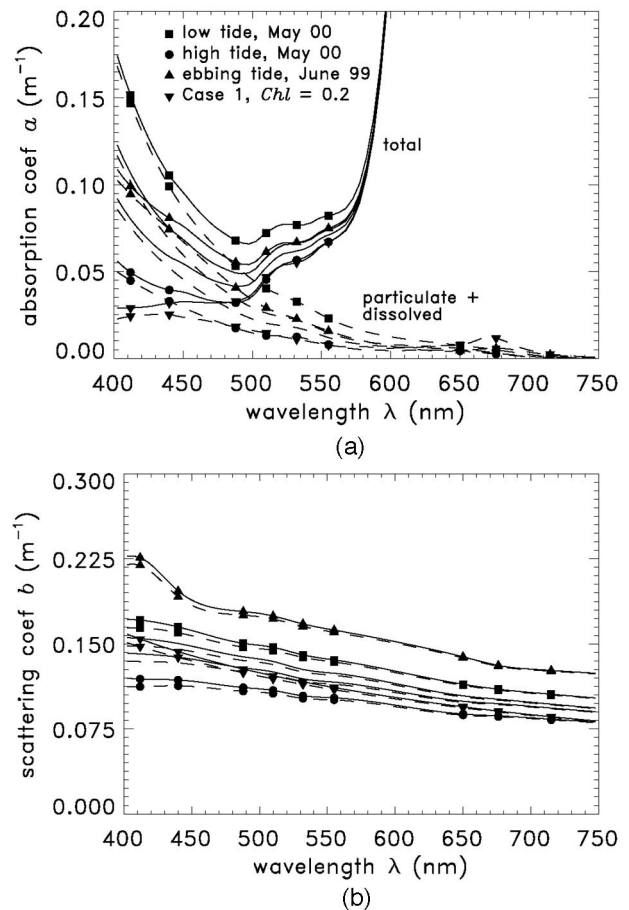 0.20
0.15
0.10
0.05
0.00
absorption coef a (m⁻¹)
low tide, May 00
high tide, May 00
ebbing tide, June 99
Case 1, Chl = 0.2
total
particulate +
dissolved
400 450 500 550 600 650 700 750
wavelength λ (nm)
(a)
0.300
0.225
0.150
0.075
0.000
scattering coef b (m⁻¹)
400 450 500 550 600 650 700 750
wavelength λ (nm)
(b)